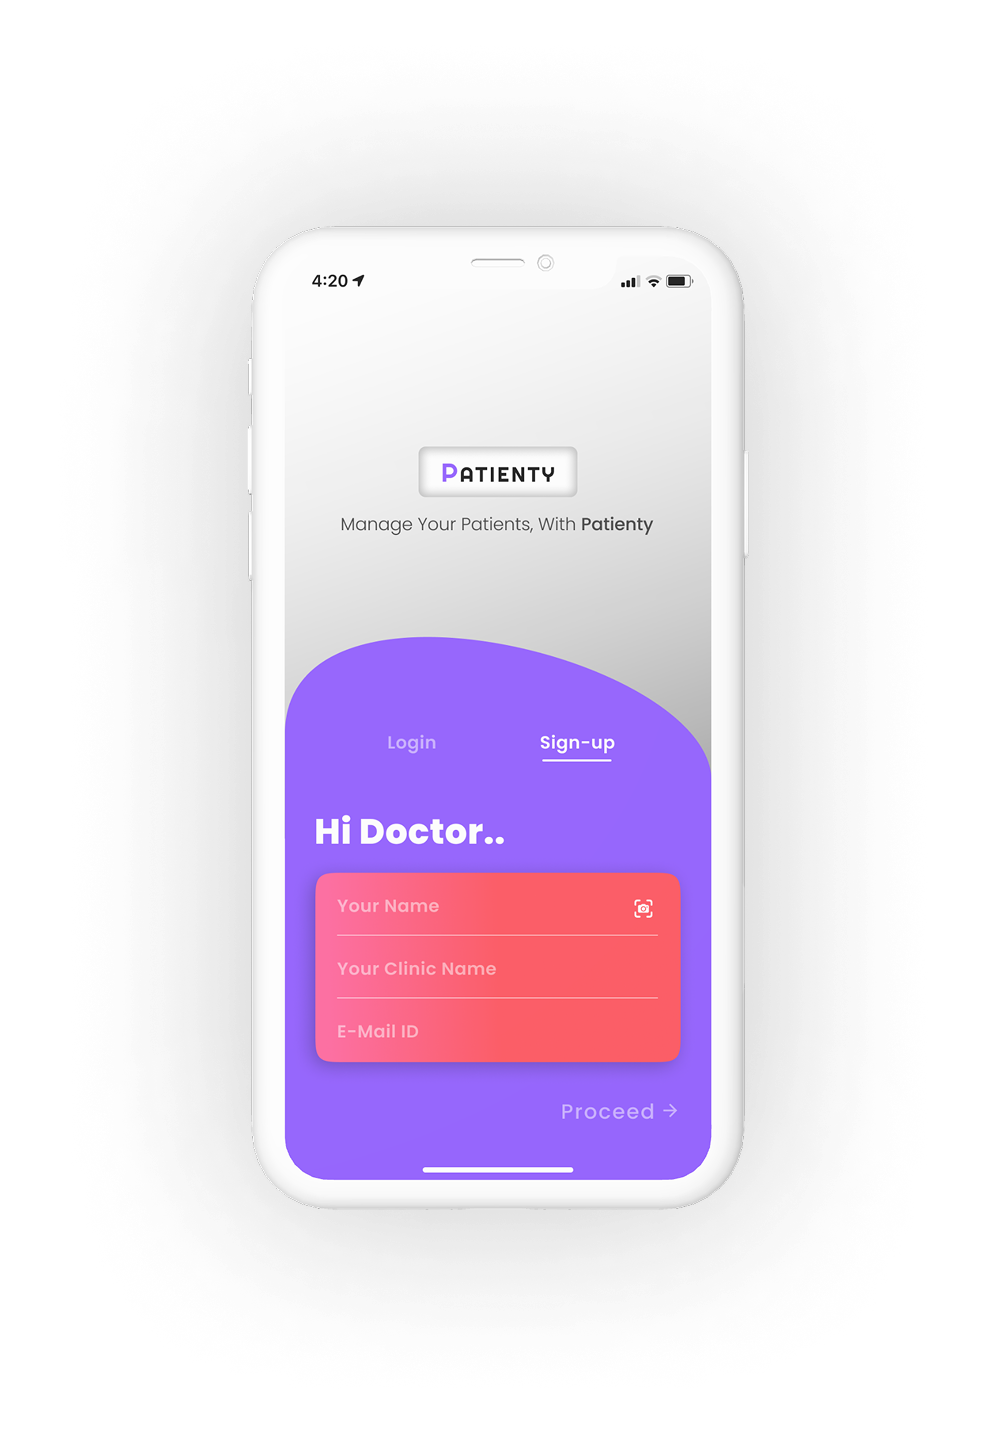 4:20
PATIENTY
Manage Your Patients, With Patienty
Login
Sign-up
Hi Doctor..
Your Name
Your Clinic Name
E-Mail ID
Proceed →